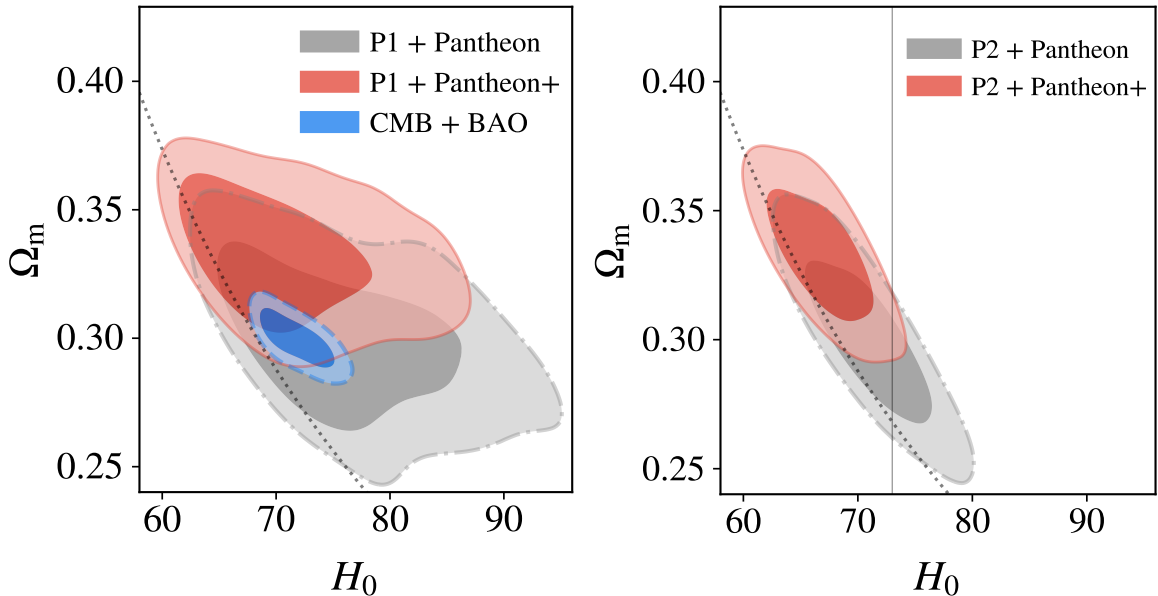 P1 + Pantheon
P1 + Pantheon+
CMB + BAO
0.40
0.35
0.30
0.25
Ωm
60 70 80 90
H0
P2 + Pantheon
P2 + Pantheon+
0.40
0.35
0.30
0.25
Ωm
60 70 80 90
H0